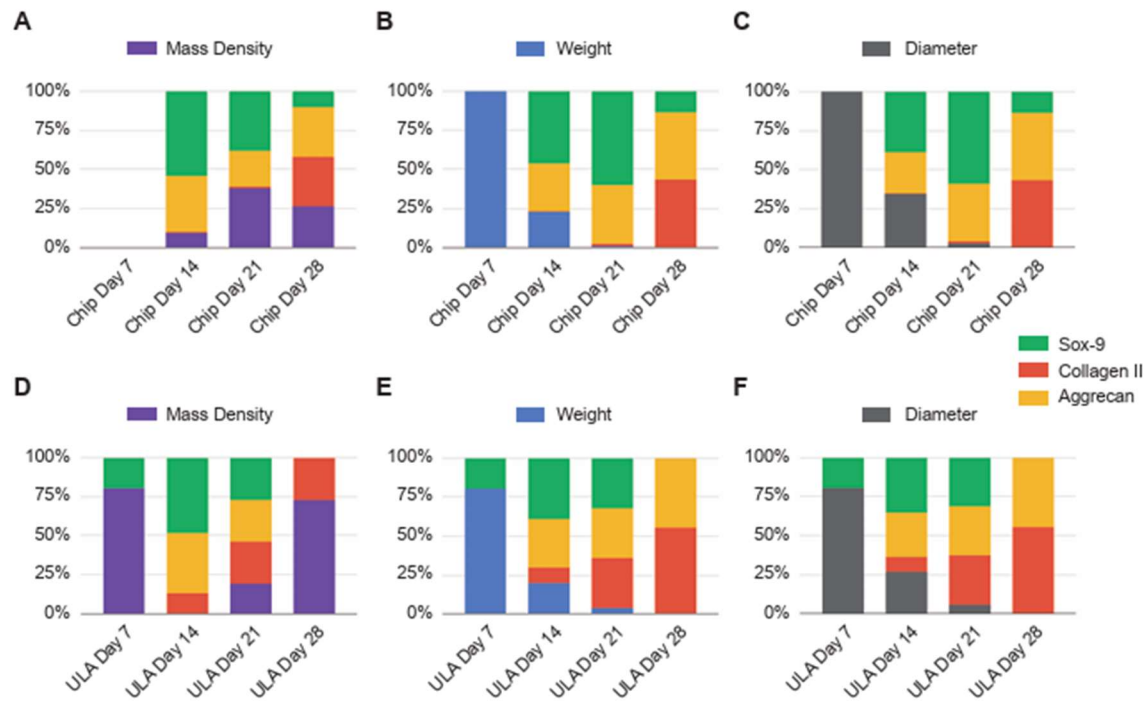 A
B
C
Mass Density
Weight
Diameter
100%
75%
50%
25%
0%
Chip Day 7
Chip Day 14
Chip Day 21
Chip Day 28
100%
75%
50%
25%
0%
Chip Day 7
Chip Day 14
Chip Day 21
Chip Day 28
100%
75%
50%
25%
0%
Chip Day 7
Chip Day 14
Chip Day 21
Chip Day 28
Sox-9
Collagen II
Aggrecan
D
E
F
Mass Density
Weight
Diameter
100%
75%
50%
25%
0%
ULA Day 7
ULA Day 14
ULA Day 21
ULA Day 28
100%
75%
50%
25%
0%
ULA Day 7
ULA Day 14
ULA Day 21
ULA Day 28
100%
75%
50%
25%
0%
ULA Day 7
ULA Day 14
ULA Day 21
ULA Day 28